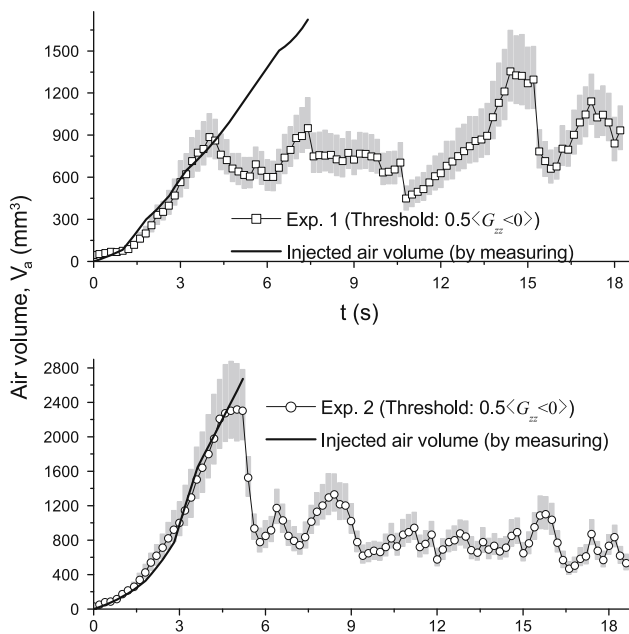 1500
1200
900
600
300
0
Exp. 1 (Threshold: 0.5<G_zz<0>)
Injected air volume (by measuring)
0 3 6 9 12 15 18
t (s)
Air volume, V_a (mm³)
2800
2400
2000
1600
1200
800
400
0
Exp. 2 (Threshold: 0.5<G_zz<0>)
Injected air volume (by measuring)
0 3 6 9 12 15 18